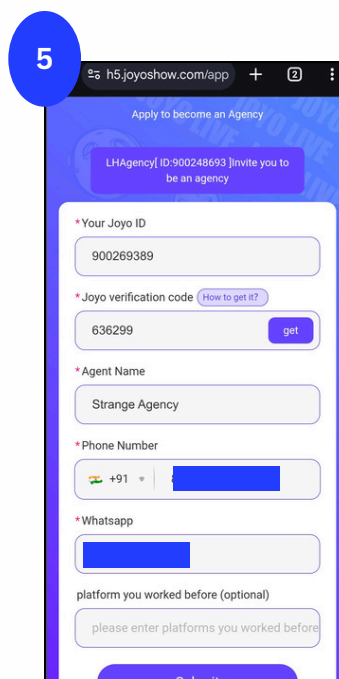 5
h5.joyoshow.com/app
2
Apply to become an Agency
LHAgency[ ID:900248693 ]Invite you to
be an agency
*Your Joyo ID
900269389
*Joyo verification code How to get it?
636299 get
*Agent Name
Strange Agency
*Phone Number
+91
*Whatsapp
platform you worked before (optional)
please enter platforms you worked before